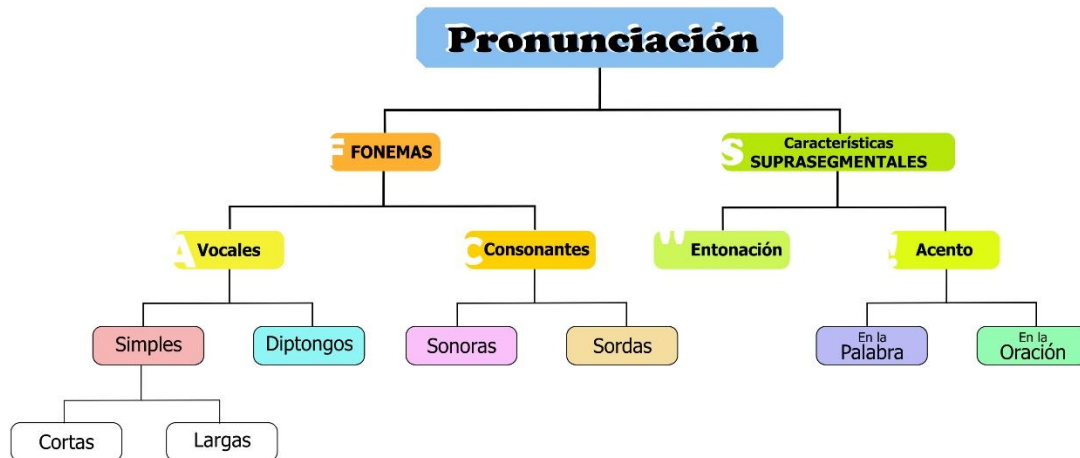 Pronunciación
F FONEMAS
S Características
SUPRASEGMENTALES
A Vocales
C Consonantes
W Entonación
! Acento
Simples
Diptongos
Sonoras
Sordas
En la
Palabra
En la
Oración
Cortas
Largas